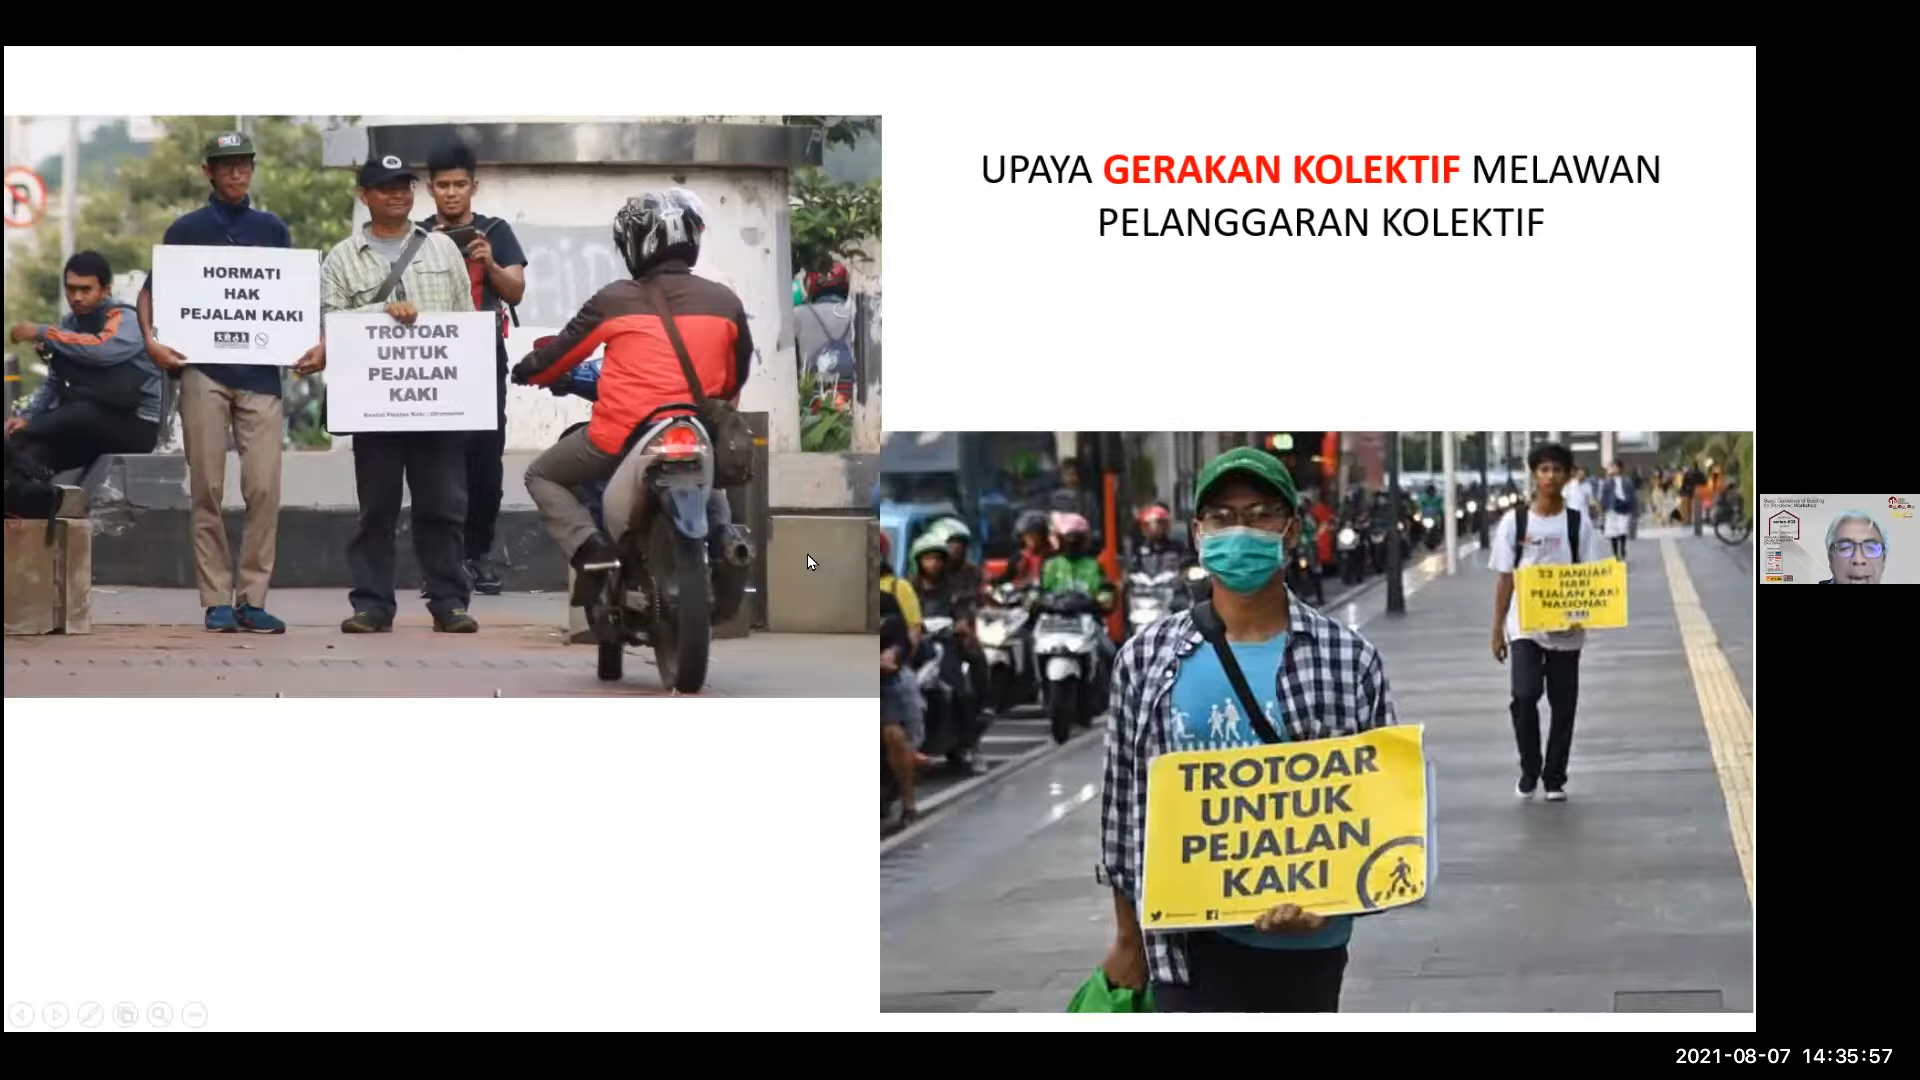 UPAYA GERAKAN KOLEKTIF MELAWAN
PELANGGARAN KOLEKTIF
HORMATI
HAK
PEJALAN KAKI
TROTOAR
UNTUK
PEJALAN
KAKI
TROTOAR
UNTUK
PEJALAN
KAKI
22 JANUARI
HARI
PEJALAN KAKI
NASIONAL
2021-08-07 14:35:57